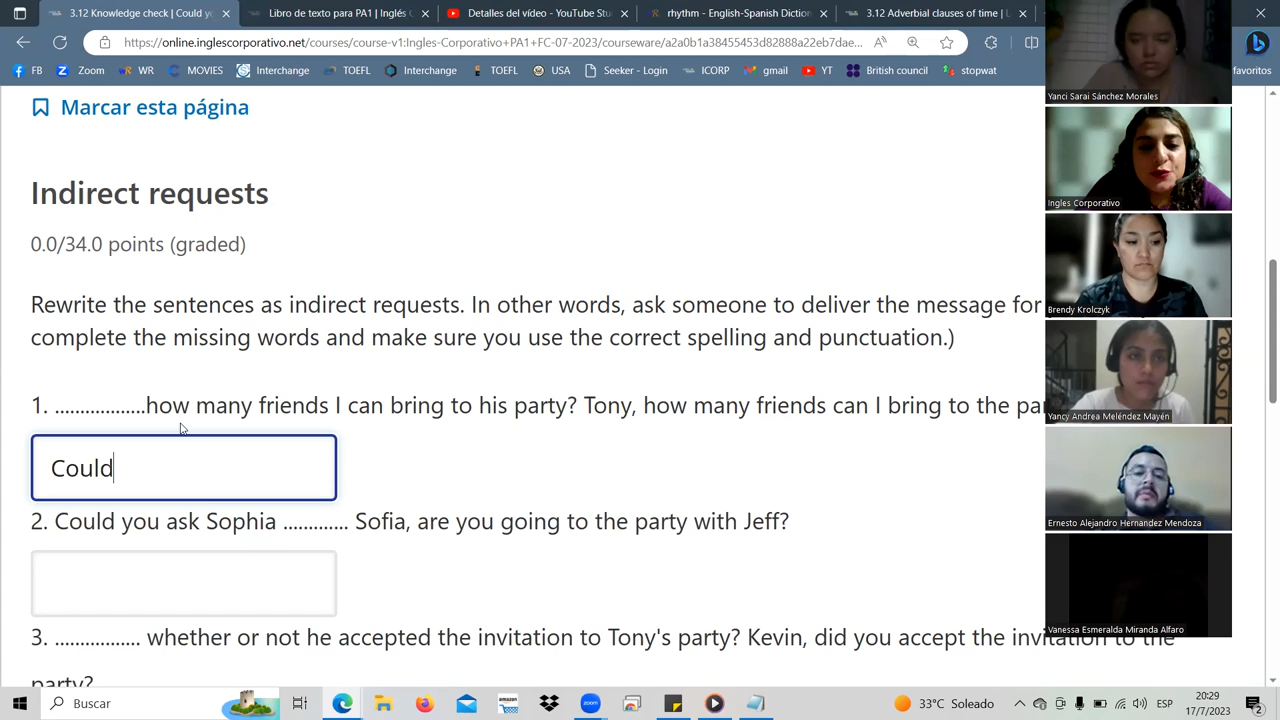 3.12 Knowledge check | Could y
Libro de texto para PA1 | Inglés C
Detalles del vídeo - YouTube Stu
rhythm - English-Spanish Diction
3.12 Adverbial clauses of time | L
https://online.inglescorporativo.net/courses/course-v1:Ingles-Corporativo+PA1+FC-07-2023/courseware/a2a0b1a38455453d82888a22eb7dae...
FB
Zoom
WR
MOVIES
Interchange
TOEFL
Interchange
TOEFL
USA
Seeker - Login
ICORP
gmail
YT
British council
stopwat
favoritos
Marcar esta página
Yanci Sarai Sánchez Morales
Indirect requests
Ingles Corporativo
0.0/34.0 points (graded)
Rewrite the sentences as indirect requests. In other words, ask someone to deliver the message for
Brendy Krolczyk
complete the missing words and make sure you use the correct spelling and punctuation.)
1. .................how many friends I can bring to his party? Tony, how many friends can I bring to the par
Yancy Andrea Meléndez Mayén
Could
2. Could you ask Sophia ............. Sofia, are you going to the party with Jeff?
Ernesto Alejandro Hernandez Mendoza
3. ................ whether or not he accepted the invitation to Tony's party? Kevin, did you accept the invitation to the
Vanessa Esmeralda Miranda Alfaro
party?
Buscar
33°C Soleado
ESP
20:29
17/7/2023
2